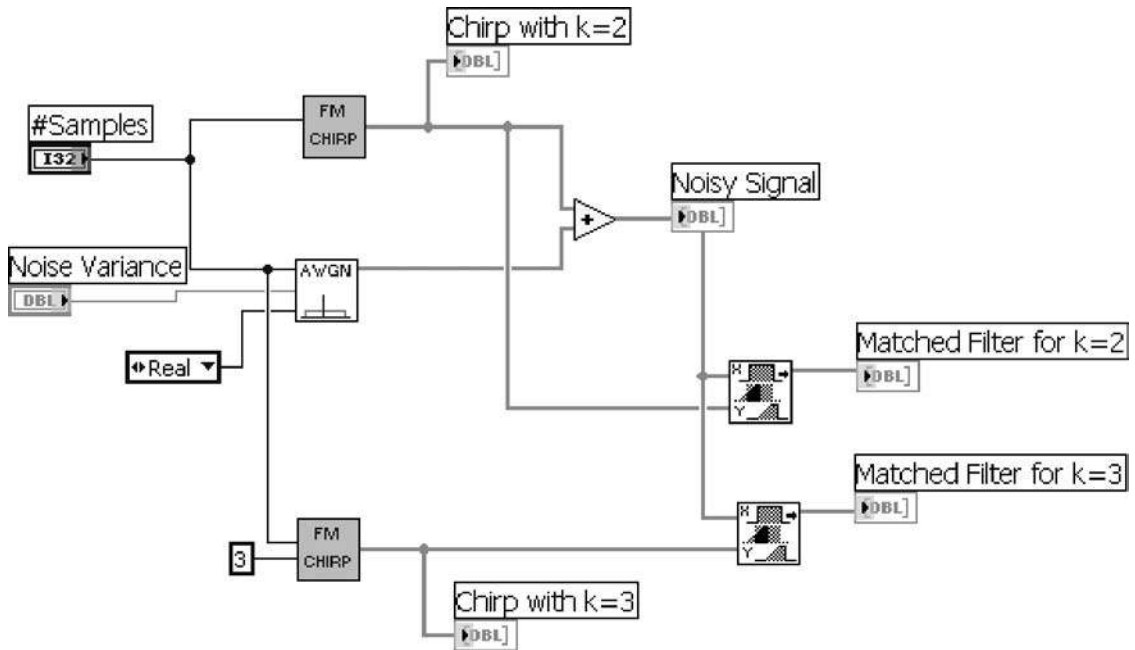 Chirp with k=2
DBL]
#Samples
I32
FM
CHIRP
Noisy Signal
DBL]
+
Noise Variance
DBL
AWGN
Real
Matched Filter for k=2
DBL]
X
Y
Matched Filter for k=3
DBL]
X
Y
3
FM
CHIRP
Chirp with k=3
DBL]